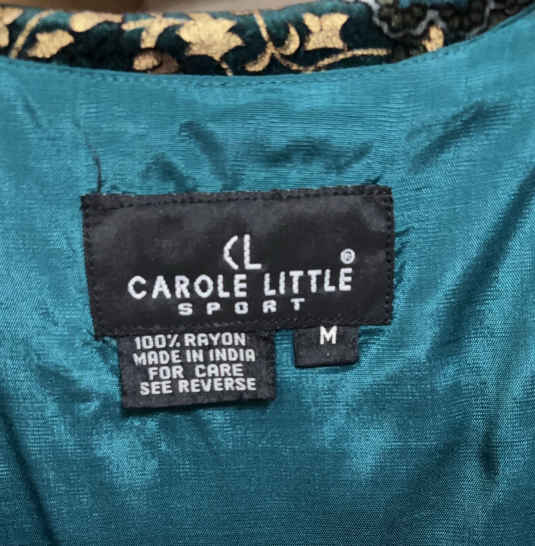 CL
CAROLE LITTLE®
SPORT
100% RAYON
MADE IN INDIA
FOR CARE
SEE REVERSE
M